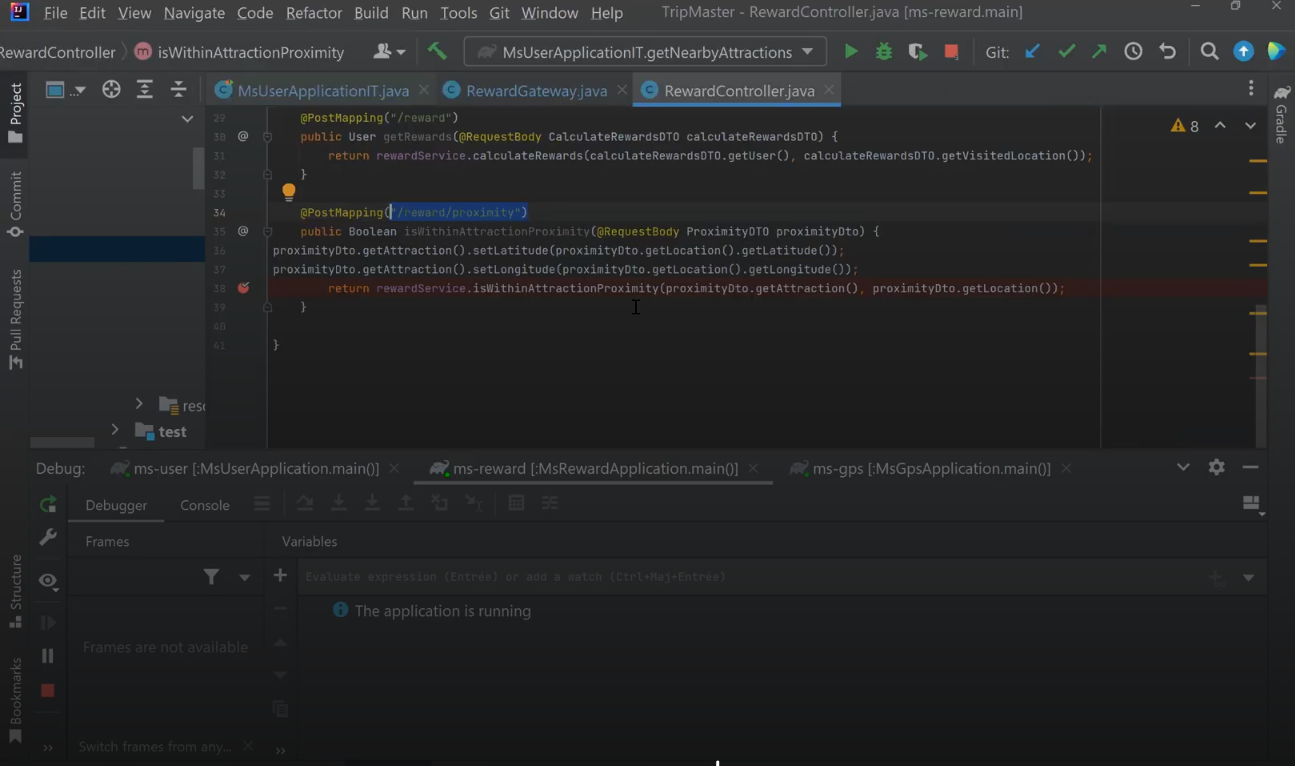 File Edit View Navigate Code Refactor Build Run Tools Git Window Help TripMaster - RewardController.java [ms-reward.main]
RewardController isWithinAttractionProximity MsUserApplicationIT.getNearbyAttractions Git:
MsUserApplicationIT.java RewardGateway.java RewardController.java
Project
Commit
Pull Requests
Structure
Bookmarks
Gradle
8
29 @PostMapping("/reward")
30 @ public User getRewards(@RequestBody CalculateRewardsDTO calculateRewardsDTO) {
31 return rewardService.calculateRewards(calculateRewardsDTO.getUser(), calculateRewardsDTO.getVisitedLocation());
32 }
33
34 @PostMapping("/reward/proximity")
35 @ public Boolean isWithinAttractionProximity(@RequestBody ProximityDTO proximityDto) {
36 proximityDto.getAttraction().setLatitude(proximityDto.getLocation().getLatitude());
37 proximityDto.getAttraction().setLongitude(proximityDto.getLocation().getLongitude());
38 return rewardService.isWithinAttractionProximity(proximityDto.getAttraction(), proximityDto.getLocation());
39 }
40
41 }
test
Debug: ms-user [:MsUserApplication.main()] ms-reward [:MsRewardApplication.main()] ms-gps [:MsGpsApplication.main()]
Debugger Console
Frames Variables
Evaluate expression (Entrée) or add a watch (Ctrl+Maj+Entrée)
The application is running
Frames are not available
Switch frames from any...